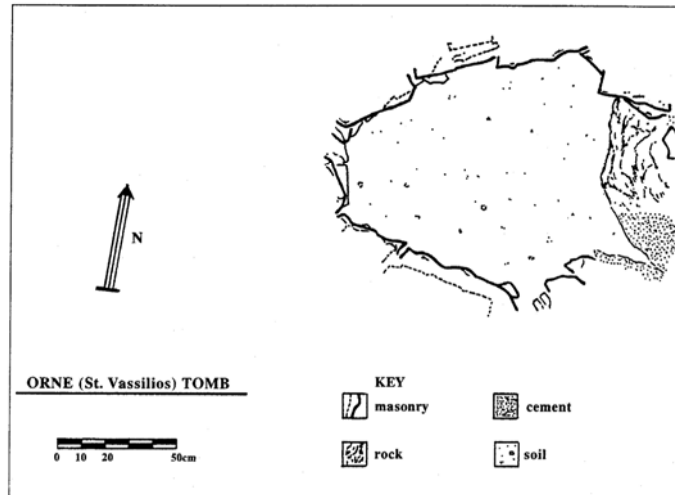 N
ORNE (St. Vassilios) TOMB
0 10 20 50cm
KEY
masonry
cement
rock
soil